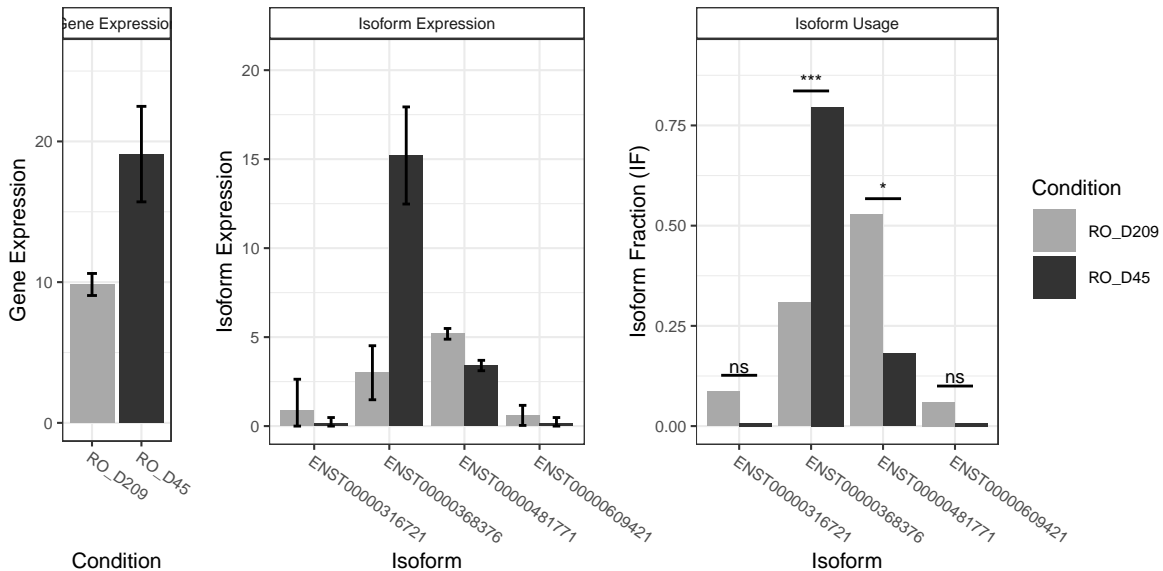 Gene Expression
Isoform Expression
Isoform Usage
Gene Expression
0
10
20
RO_D209
RO_D45
Condition
Isoform Expression
0
5
10
15
20
ENST00000316721
ENST00000368376
ENST00000481771
ENST00000609421
Isoform
Isoform Fraction (IF)
0.00
0.25
0.50
0.75
ns
***
*
ns
ENST00000316721
ENST00000368376
ENST00000481771
ENST00000609421
Isoform
Condition
RO_D209
RO_D45